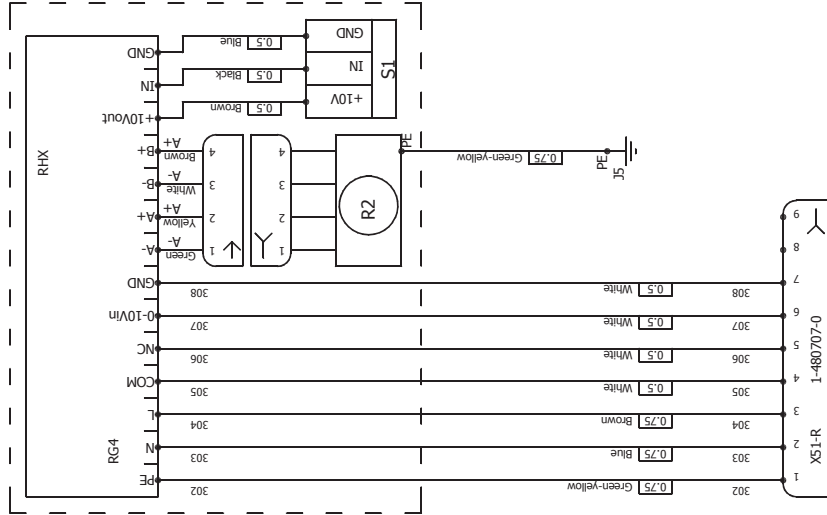 RHX
RG4
GND
IN
+10Vout
B+
B-
A+
A-
GND
0-10Vin
NC
COM
L
N
PE
Blue 0.5
Black 0.5
Brown 0.5
GND
IN
+10V
S1
A+
Brown
A-
White
A+
Yellow
A-
Green
4
3
2
1
4
3
2
1
R2
PE
Green-yellow 0.75
PE
J5
308 White 0.5 308
307 White 0.5 307
306 White 0.5 306
305 White 0.5 305
304 Brown 0.75 304
303 Blue 0.75 303
302 Green-yellow 0.75 302
9
8
7
6
5
4
3
2
1
1-480707-0
X51-R